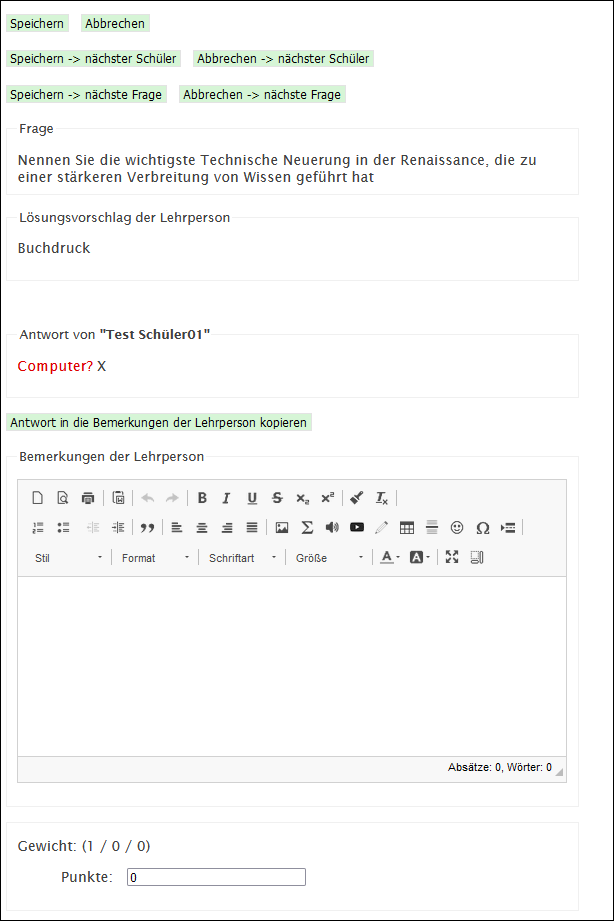 Speichern Abbrechen
Speichern -> nächster Schüler Abbrechen -> nächster Schüler
Speichern -> nächste Frage Abbrechen -> nächste Frage
Frage
Nennen Sie die wichtigste Technische Neuerung in der Renaissance, die zu
einer stärkeren Verbreitung von Wissen geführt hat
Lösungsvorschlag der Lehrperson
Buchdruck
Antwort von "Test Schüler01"
Computer? X
Antwort in die Bemerkungen der Lehrperson kopieren
Bemerkungen der Lehrperson
Stil Format Schriftart Größe
Absätze: 0, Wörter: 0
Gewicht: (1 / 0 / 0)
Punkte: 0